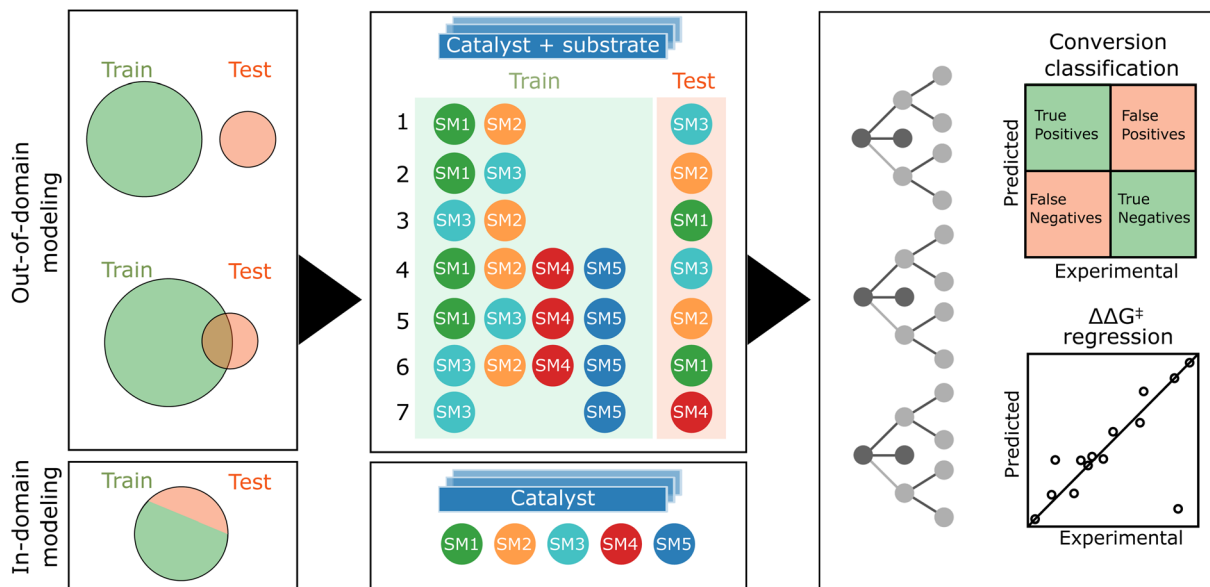 Out-of-domain
modeling
Train
Test
Train
Test
Catalyst + substrate
Train
Test
1 SM1 SM2 SM3
2 SM1 SM3 SM2
3 SM3 SM2 SM1
4 SM1 SM2 SM4 SM5 SM3
5 SM1 SM3 SM4 SM5 SM2
6 SM3 SM2 SM4 SM5 SM1
7 SM3 SM5 SM4
Conversion
classification
Predicted
True
Positives
False
Positives
False
Negatives
True
Negatives
Experimental
ΔΔG‡
regression
Predicted
Experimental
In-domain
modeling
Train
Test
Catalyst
SM1 SM2 SM3 SM4 SM5